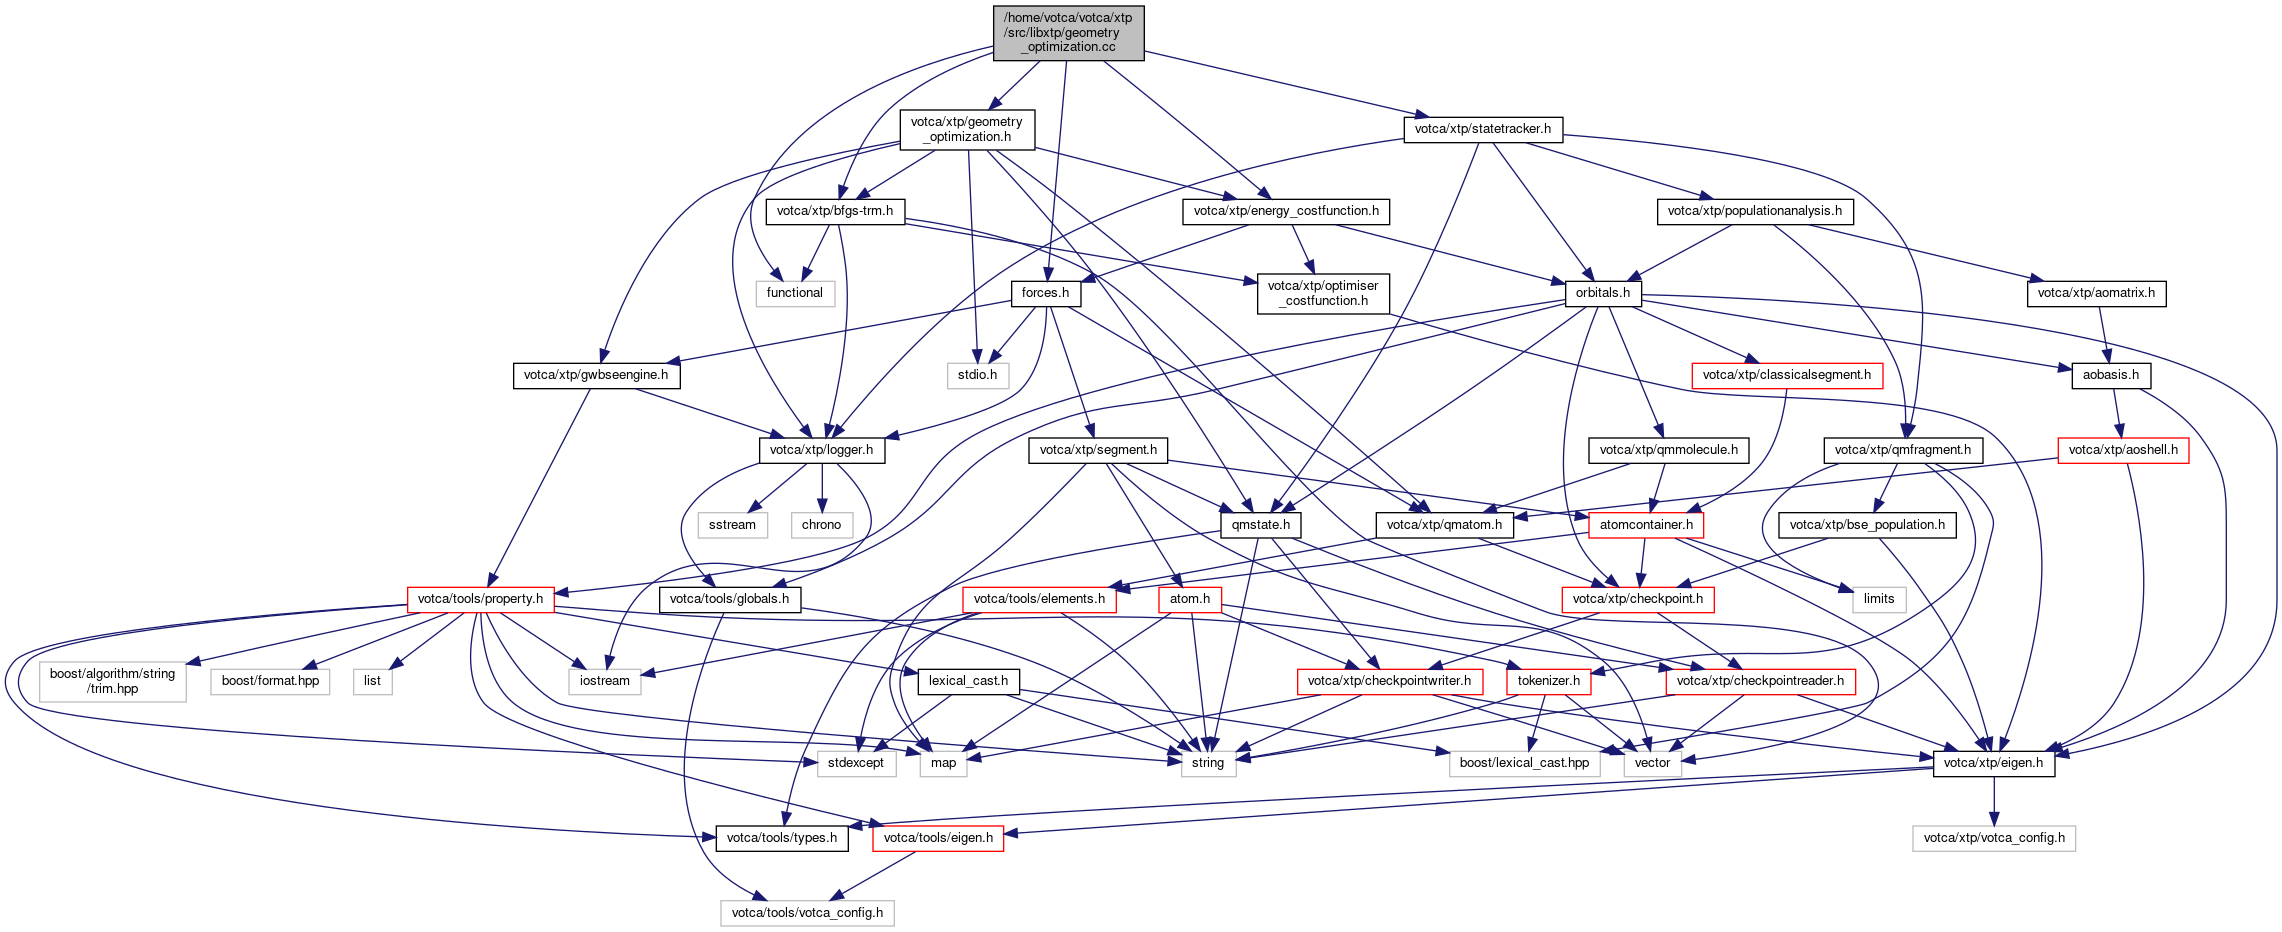 /home/votca/votca/xtp
/src/libxtp/geometry
_optimization.cc
votca/xtp/geometry
_optimization.h
votca/xtp/statetracker.h
votca/xtp/bfgs-trm.h
votca/xtp/energy_costfunction.h
votca/xtp/populationanalysis.h
functional
forces.h
votca/xtp/optimiser
_costfunction.h
orbitals.h
votca/xtp/aomatrix.h
votca/xtp/gwbseengine.h
stdio.h
votca/xtp/classicalsegment.h
aobasis.h
votca/xtp/logger.h
votca/xtp/segment.h
votca/xtp/qmmolecule.h
votca/xtp/qmfragment.h
votca/xtp/aoshell.h
sstream
chrono
qmstate.h
votca/xtp/qmatom.h
atomcontainer.h
votca/xtp/bse_population.h
votca/tools/property.h
votca/tools/globals.h
votca/tools/elements.h
atom.h
votca/xtp/checkpoint.h
limits
boost/algorithm/string
/trim.hpp
boost/format.hpp
list
iostream
lexical_cast.h
votca/xtp/checkpointwriter.h
tokenizer.h
votca/xtp/checkpointreader.h
stdexcept
map
string
boost/lexical_cast.hpp
vector
votca/xtp/eigen.h
votca/tools/types.h
votca/tools/eigen.h
votca/xtp/votca_config.h
votca/tools/votca_config.h